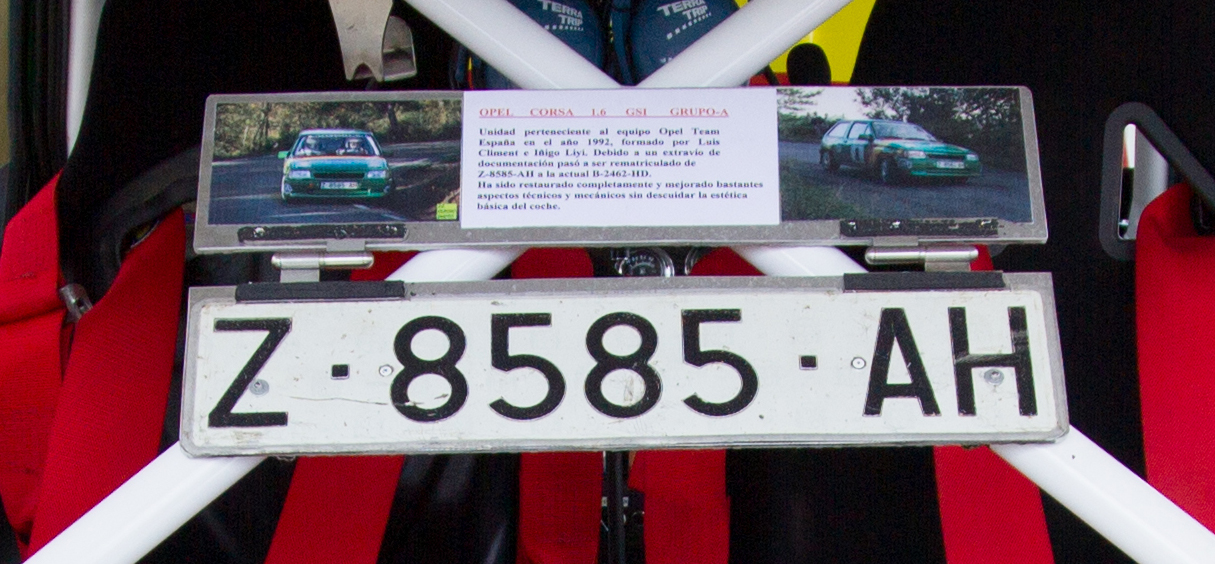 TERRA TRIP
TERRA TRIP
OPEL CORSA 1.6 GSI GRUPO-A
Unidad perteneciente al equipo Opel Team
España en el año 1992, formado por Luis
Climent e Iñigo Liyi. Debido a un extravio de
documentación pasó a ser rematriculado de
Z-8585-AH a la actual B-2462-HD.
Ha sido restaurado completamente y mejorado bastantes
aspectos técnicos y mecánicos sin descuidar la estética
básica del coche.
Z·8585·AH